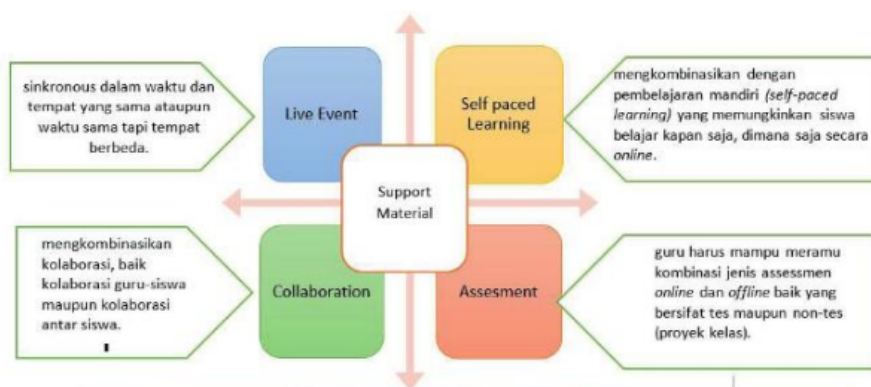 sinkronous dalam waktu dan
tempat yang sama ataupun
waktu sama tapi tempat
berbeda.
Live Event
Self paced
Learning
mengkombinasikan dengan
pembelajaran mandiri (self-paced
learning) yang memungkinkan siswa
belajar kapan saja, dimana saja secara
online.
Support
Material
mengkombinasikan
kolaborasi, baik
kolaborasi guru-siswa
maupun kolaborasi
antar siswa.
Collaboration
Assesment
guru harus mampu meramu
kombinasi jenis assessmen
online dan offline baik yang
bersifat tes maupun non-tes
(proyek kelas).